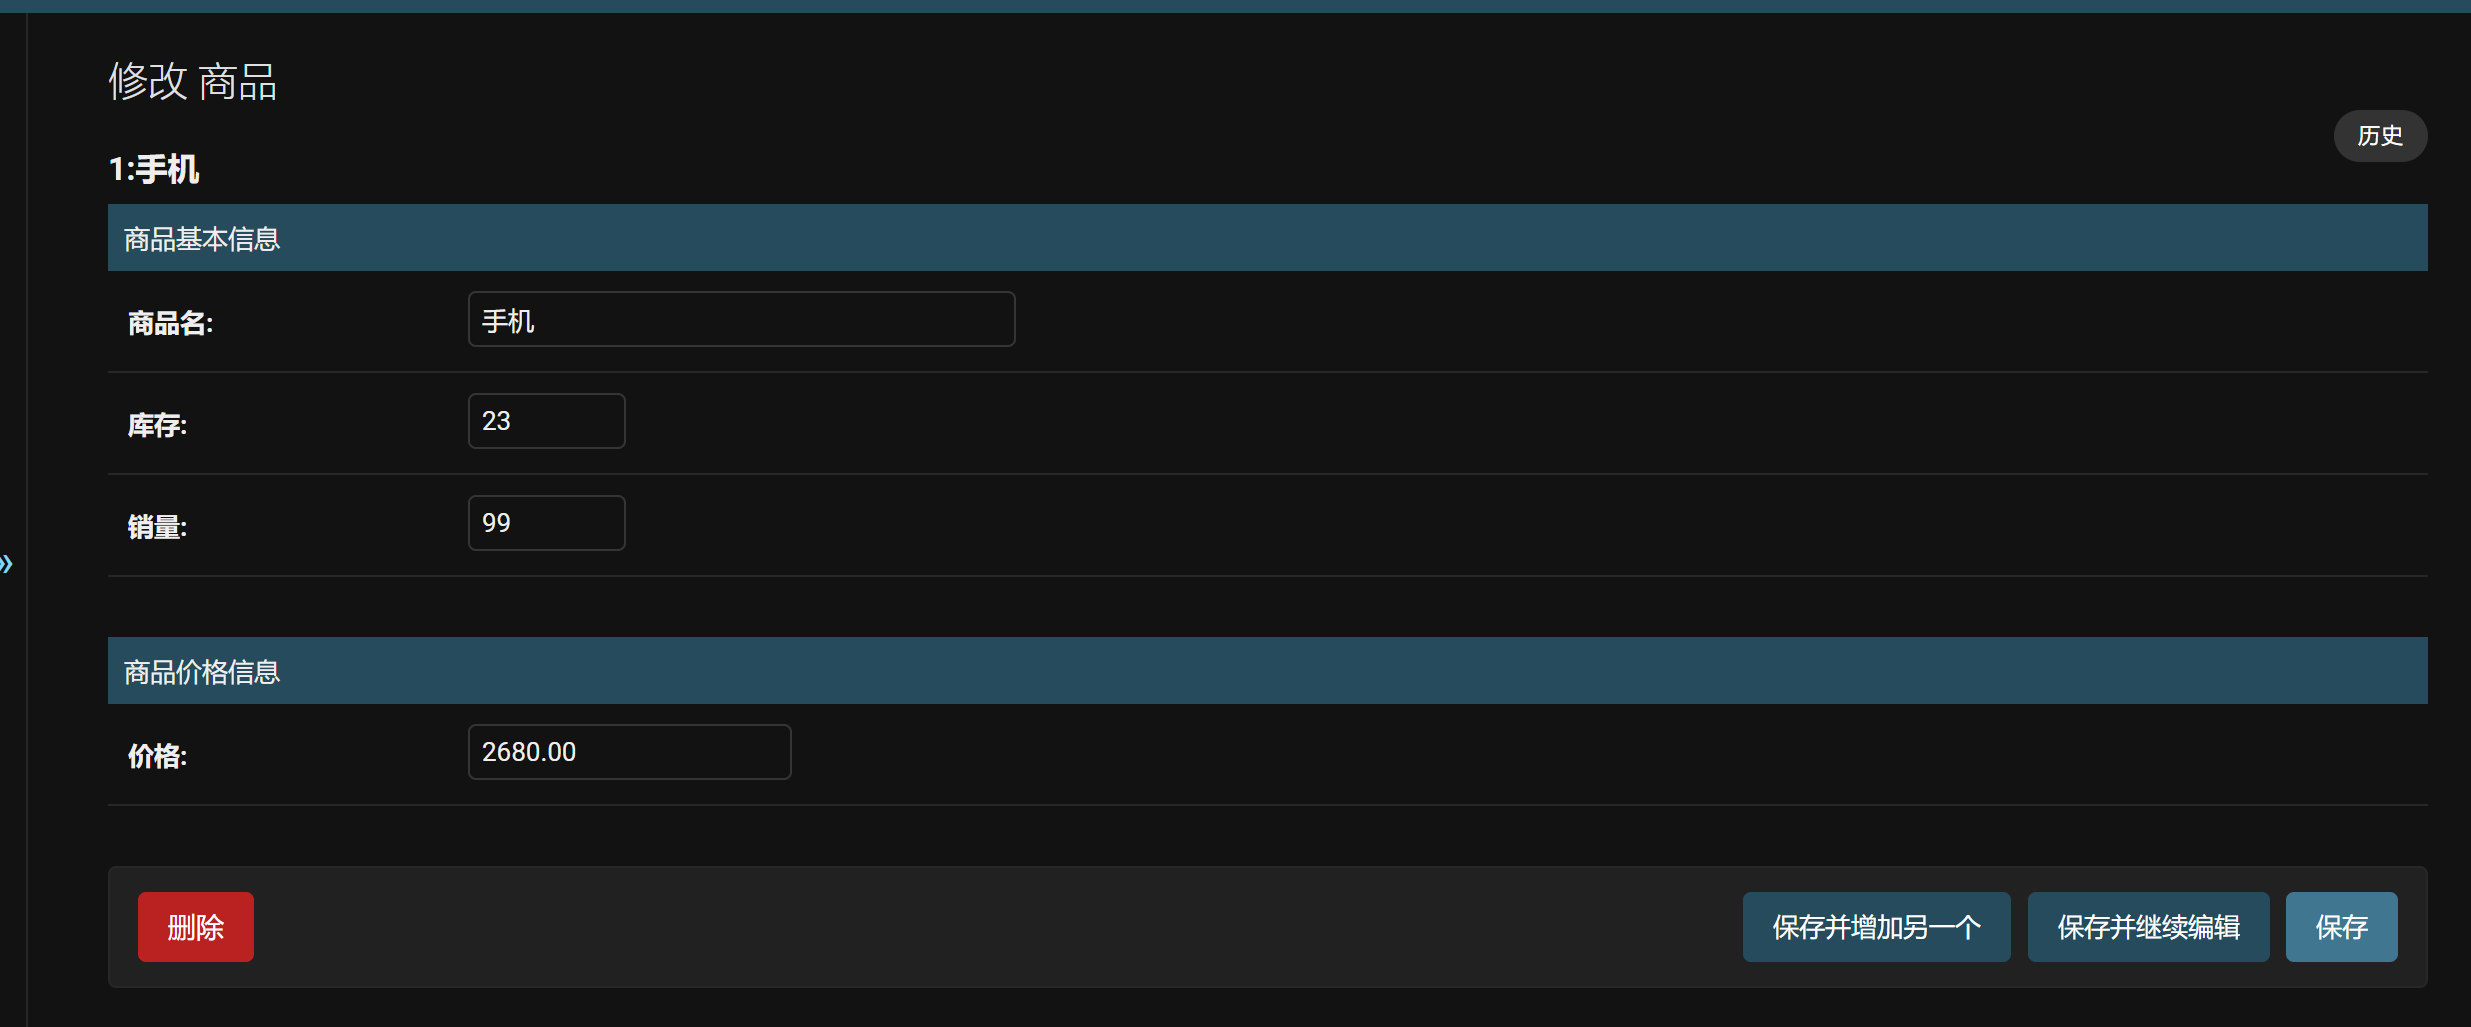 修改 商品
历史
1:手机
商品基本信息
商品名: 手机
库存: 23
销量: 99
»
商品价格信息
价格: 2680.00
删除 保存并增加另一个 保存并继续编辑 保存